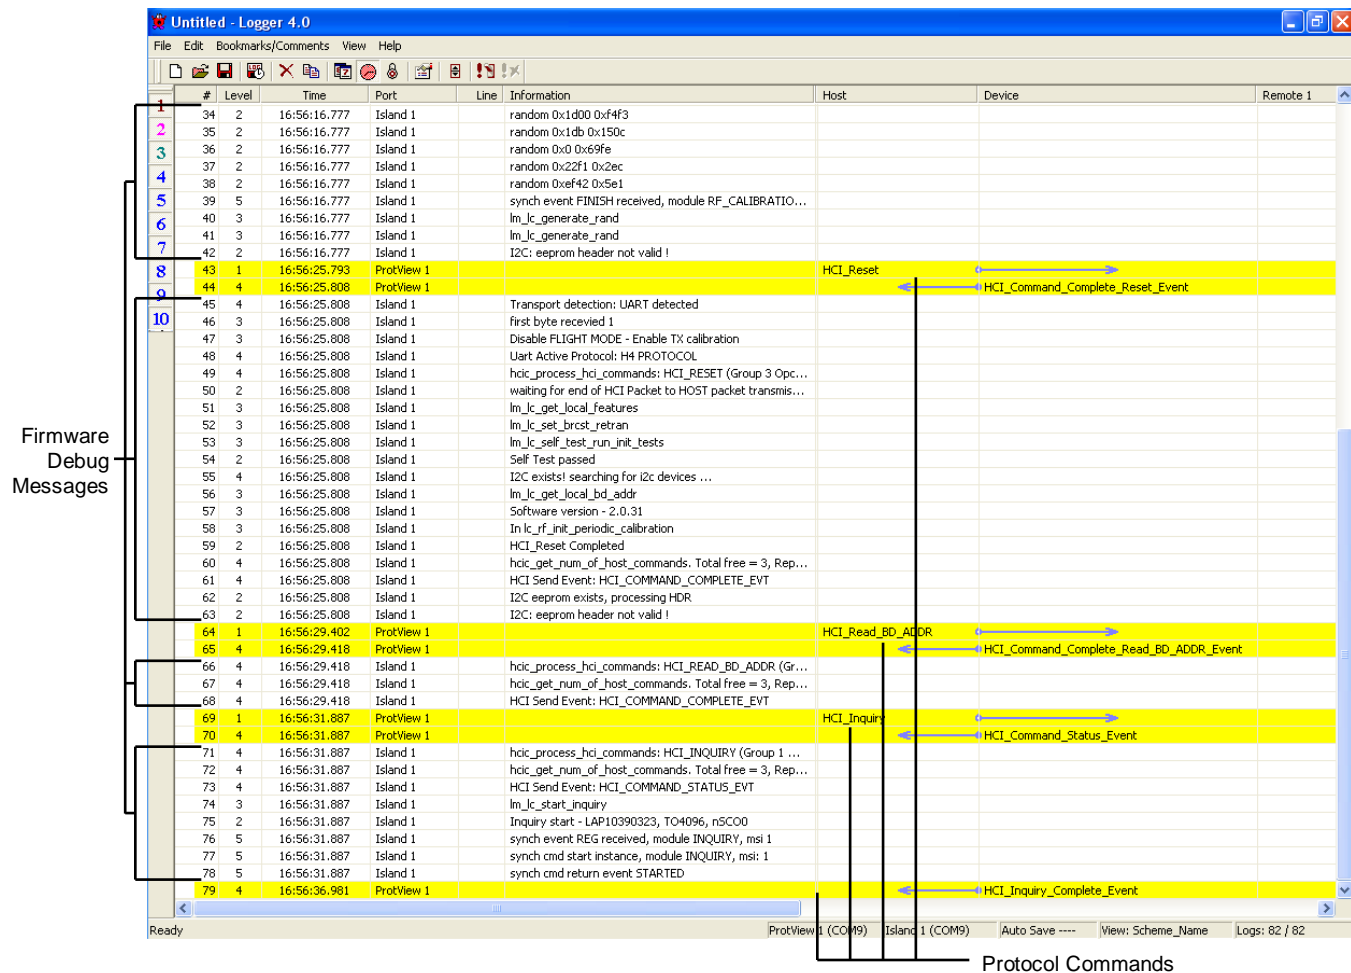 Untitled - Logger 4.0
File Edit Bookmarks/Comments View Help
# Level Time Port Line Information Host Device Remote 1
1
2
3
4
5
6
7
8
9
10
34 2 16:56:16.777 Island 1 random 0x1d00 0xf4f3
35 2 16:56:16.777 Island 1 random 0x1db 0x150c
36 2 16:56:16.777 Island 1 random 0x0 0x69fe
37 2 16:56:16.777 Island 1 random 0x22f1 0x2ec
38 2 16:56:16.777 Island 1 random 0xef42 0x5e1
39 5 16:56:16.777 Island 1 synch event FINISH received, module RF_CALIBRATIO...
40 3 16:56:16.777 Island 1 lm_lc_generate_rand
41 3 16:56:16.777 Island 1 lm_lc_generate_rand
42 2 16:56:16.777 Island 1 I2C: eeprom header not valid !
43 1 16:56:25.793 ProtView 1 HCI_Reset
44 4 16:56:25.808 ProtView 1 HCI_Command_Complete_Reset_Event
45 4 16:56:25.808 Island 1 Transport detection: UART detected
46 3 16:56:25.808 Island 1 first byte recevied 1
47 3 16:56:25.808 Island 1 Disable FLIGHT MODE - Enable TX calibration
48 4 16:56:25.808 Island 1 Uart Active Protocol: H4 PROTOCOL
49 4 16:56:25.808 Island 1 hcic_process_hci_commands: HCI_RESET (Group 3 Opc...
50 2 16:56:25.808 Island 1 waiting for end of HCI Packet to HOST packet transmis...
51 3 16:56:25.808 Island 1 lm_lc_get_local_features
52 3 16:56:25.808 Island 1 lm_lc_set_brcst_retran
53 3 16:56:25.808 Island 1 lm_lc_self_test_run_init_tests
54 2 16:56:25.808 Island 1 Self Test passed
55 4 16:56:25.808 Island 1 I2C exists! searching for i2c devices ...
56 3 16:56:25.808 Island 1 lm_lc_get_local_bd_addr
57 3 16:56:25.808 Island 1 Software version - 2.0.31
58 3 16:56:25.808 Island 1 In lc_rf_init_periodic_calibration
59 2 16:56:25.808 Island 1 HCI_Reset Completed
60 4 16:56:25.808 Island 1 hcic_get_num_of_host_commands. Total free = 3, Rep...
61 4 16:56:25.808 Island 1 HCI Send Event: HCI_COMMAND_COMPLETE_EVT
62 2 16:56:25.808 Island 1 I2C eeprom exists, processing HDR
63 2 16:56:25.808 Island 1 I2C: eeprom header not valid !
64 1 16:56:29.402 ProtView 1 HCI_Read_BD_ADDR
65 4 16:56:29.418 ProtView 1 HCI_Command_Complete_Read_BD_ADDR_Event
66 4 16:56:29.418 Island 1 hcic_process_hci_commands: HCI_READ_BD_ADDR (Gr...
67 4 16:56:29.418 Island 1 hcic_get_num_of_host_commands. Total free = 3, Rep...
68 4 16:56:29.418 Island 1 HCI Send Event: HCI_COMMAND_COMPLETE_EVT
69 1 16:56:31.887 ProtView 1 HCI_Inquiry
70 4 16:56:31.887 ProtView 1 HCI_Command_Status_Event
71 4 16:56:31.887 Island 1 hcic_process_hci_commands: HCI_INQUIRY (Group 1 ...
72 4 16:56:31.887 Island 1 hcic_get_num_of_host_commands. Total free = 3, Rep...
73 4 16:56:31.887 Island 1 HCI Send Event: HCI_COMMAND_STATUS_EVT
74 3 16:56:31.887 Island 1 lm_lc_start_inquiry
75 2 16:56:31.887 Island 1 Inquiry start - LAP10390323, TO4096, nSCO0
76 5 16:56:31.887 Island 1 synch event REG received, module INQUIRY, msi 1
77 5 16:56:31.887 Island 1 synch cmd start instance, module INQUIRY, msi: 1
78 5 16:56:31.887 Island 1 synch cmd return event STARTED
79 4 16:56:36.981 ProtView 1 HCI_Inquiry_Complete_Event
Ready ProtView 1 (COM9) Island 1 (COM9) Auto Save ---- View: Scheme_Name Logs: 82 / 82
Firmware
Debug
Messages
Protocol Commands